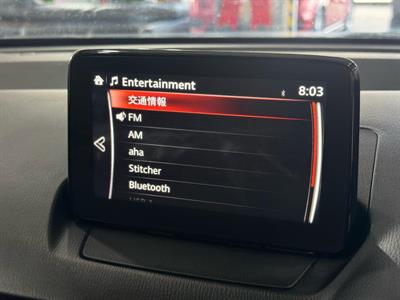 Entertainment
8:03
交通情報
FM
AM
aha
Stitcher
Bluetooth